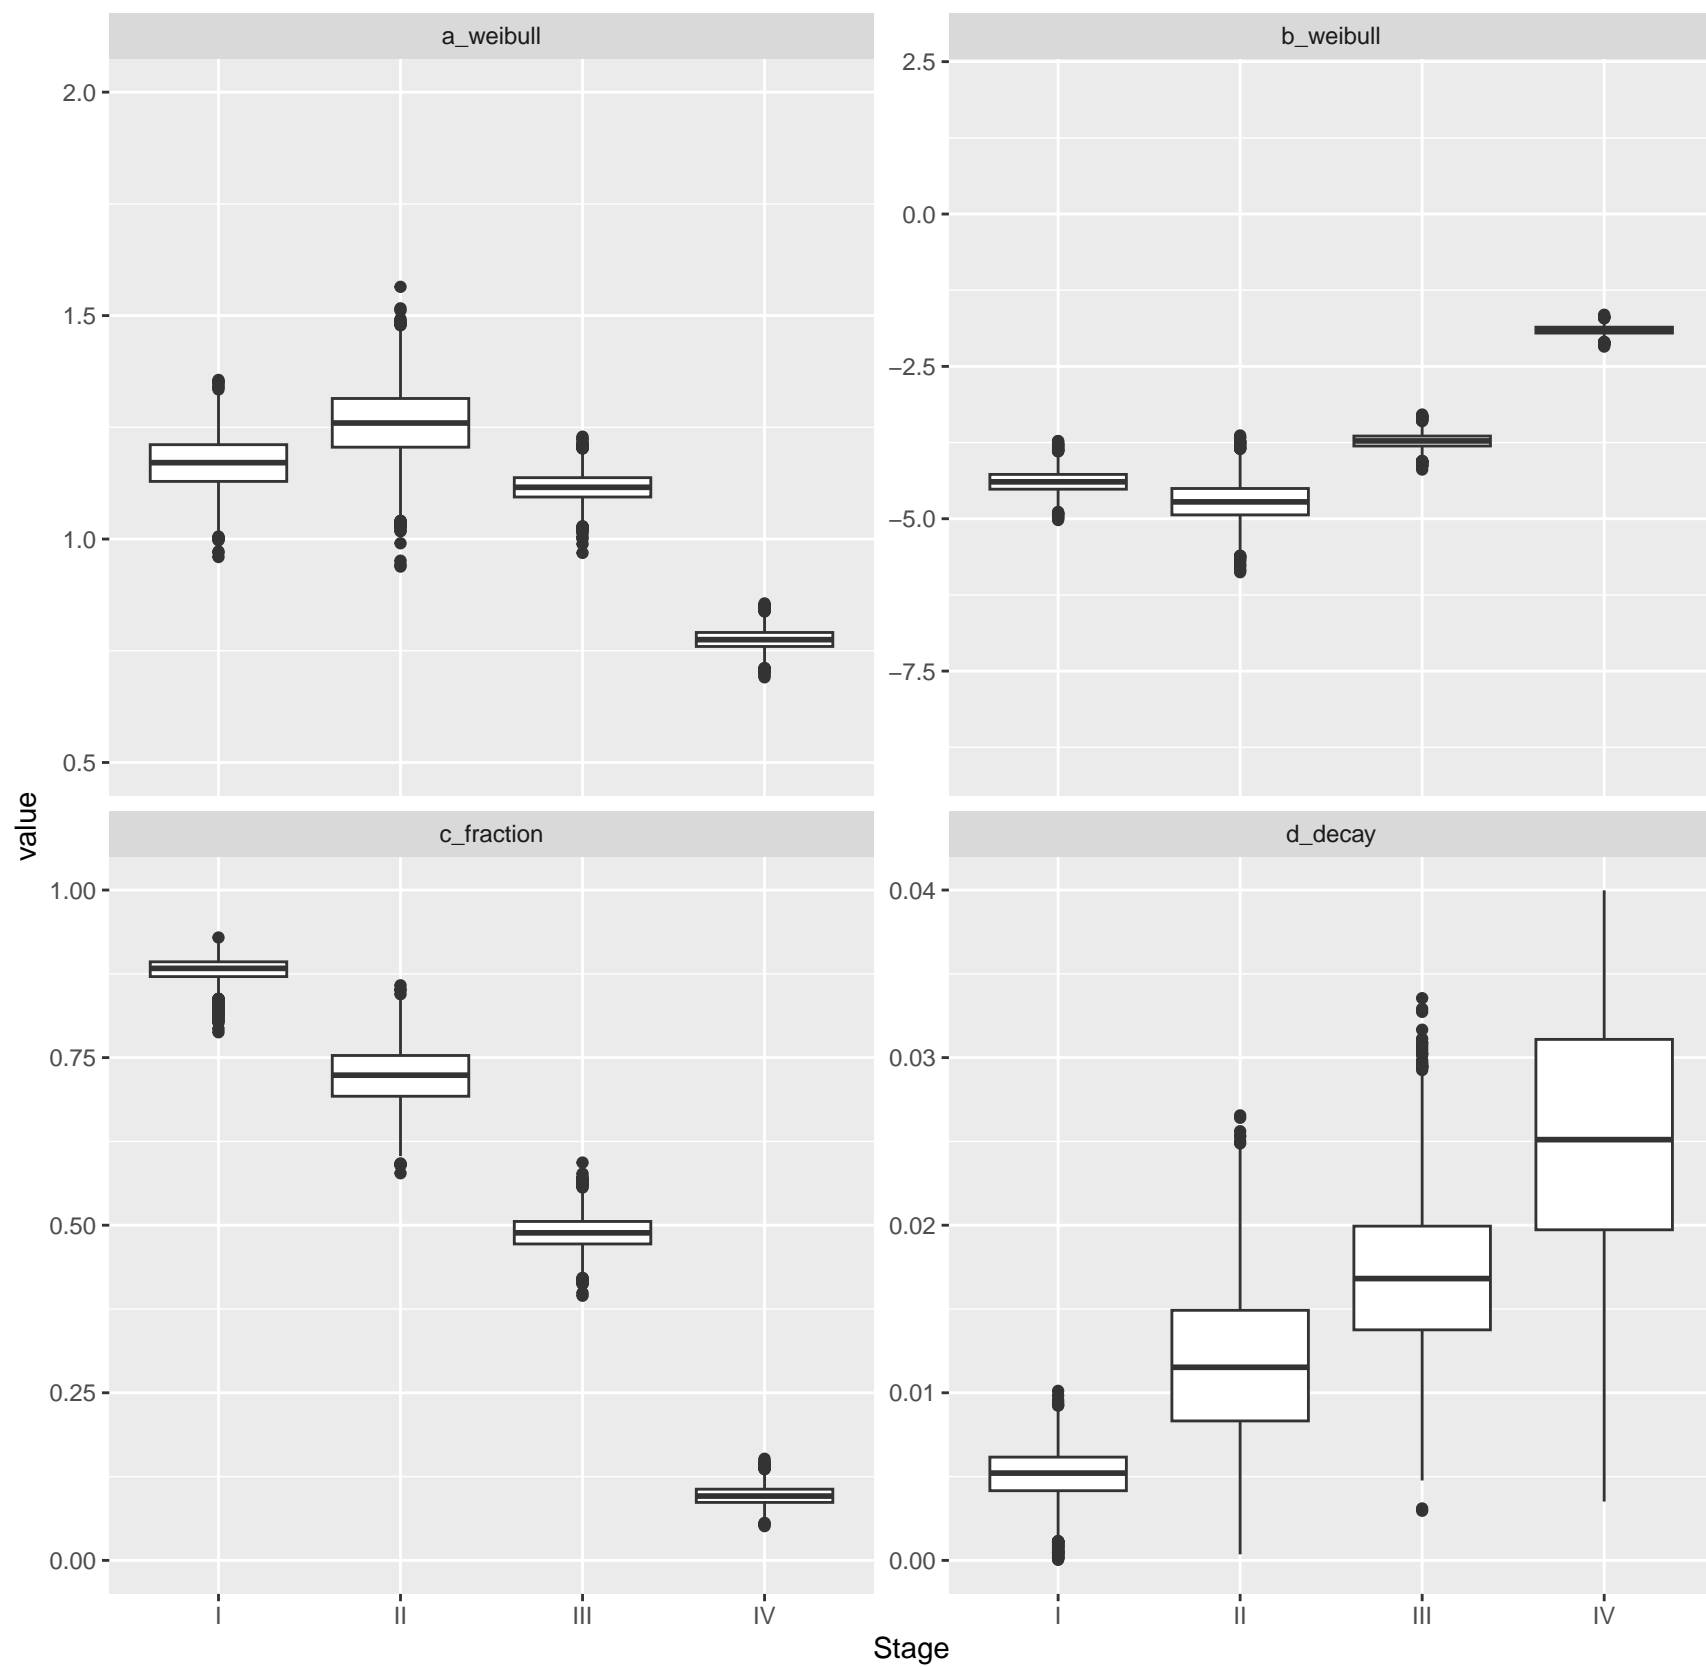 a_weibull
b_weibull
2.0
1.5
1.0
0.5
2.5
0.0
−2.5
−5.0
−7.5
value
c_fraction
d_decay
1.00
0.75
0.50
0.25
0.00
0.04
0.03
0.02
0.01
0.00
I II III IV
I II III IV
Stage